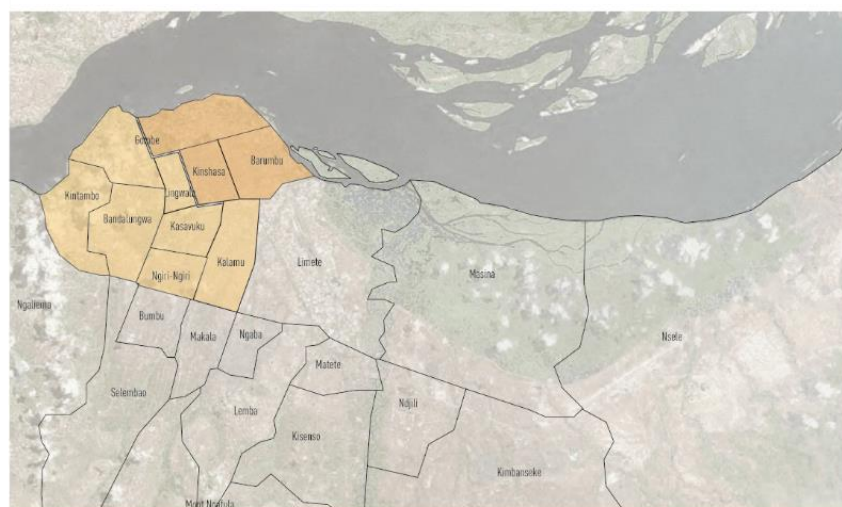 Gombe
Kinshasa
Barumbu
Lingwala
Kintambo
Bandalungwa
Kasavuku
Kalamu
Limete
Masina
Ngiri-Ngiri
Ngaliema
Bumbu
Makala
Ngaba
Nsele
Matete
Selembao
Lemba
Ndjili
Kisenso
Kimbanseke
Mont Ngafula